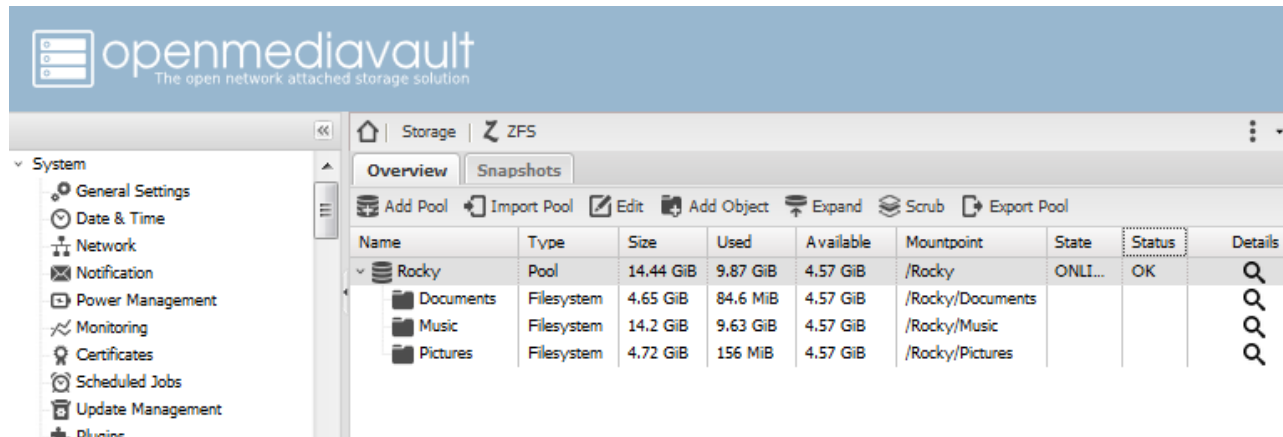 openmediavault
The open network attached storage solution
Storage | ZFS
System
General Settings
Date & Time
Network
Notification
Power Management
Monitoring
Certificates
Scheduled Jobs
Update Management
Plugins
Overview Snapshots
Add Pool Import Pool Edit Add Object Expand Scrub Export Pool
Name Type Size Used Available Mountpoint State Status Details
Rocky Pool 14.44 GiB 9.87 GiB 4.57 GiB /Rocky ONLI... OK
Documents Filesystem 4.65 GiB 84.6 MiB 4.57 GiB /Rocky/Documents
Music Filesystem 14.2 GiB 9.63 GiB 4.57 GiB /Rocky/Music
Pictures Filesystem 4.72 GiB 156 MiB 4.57 GiB /Rocky/Pictures